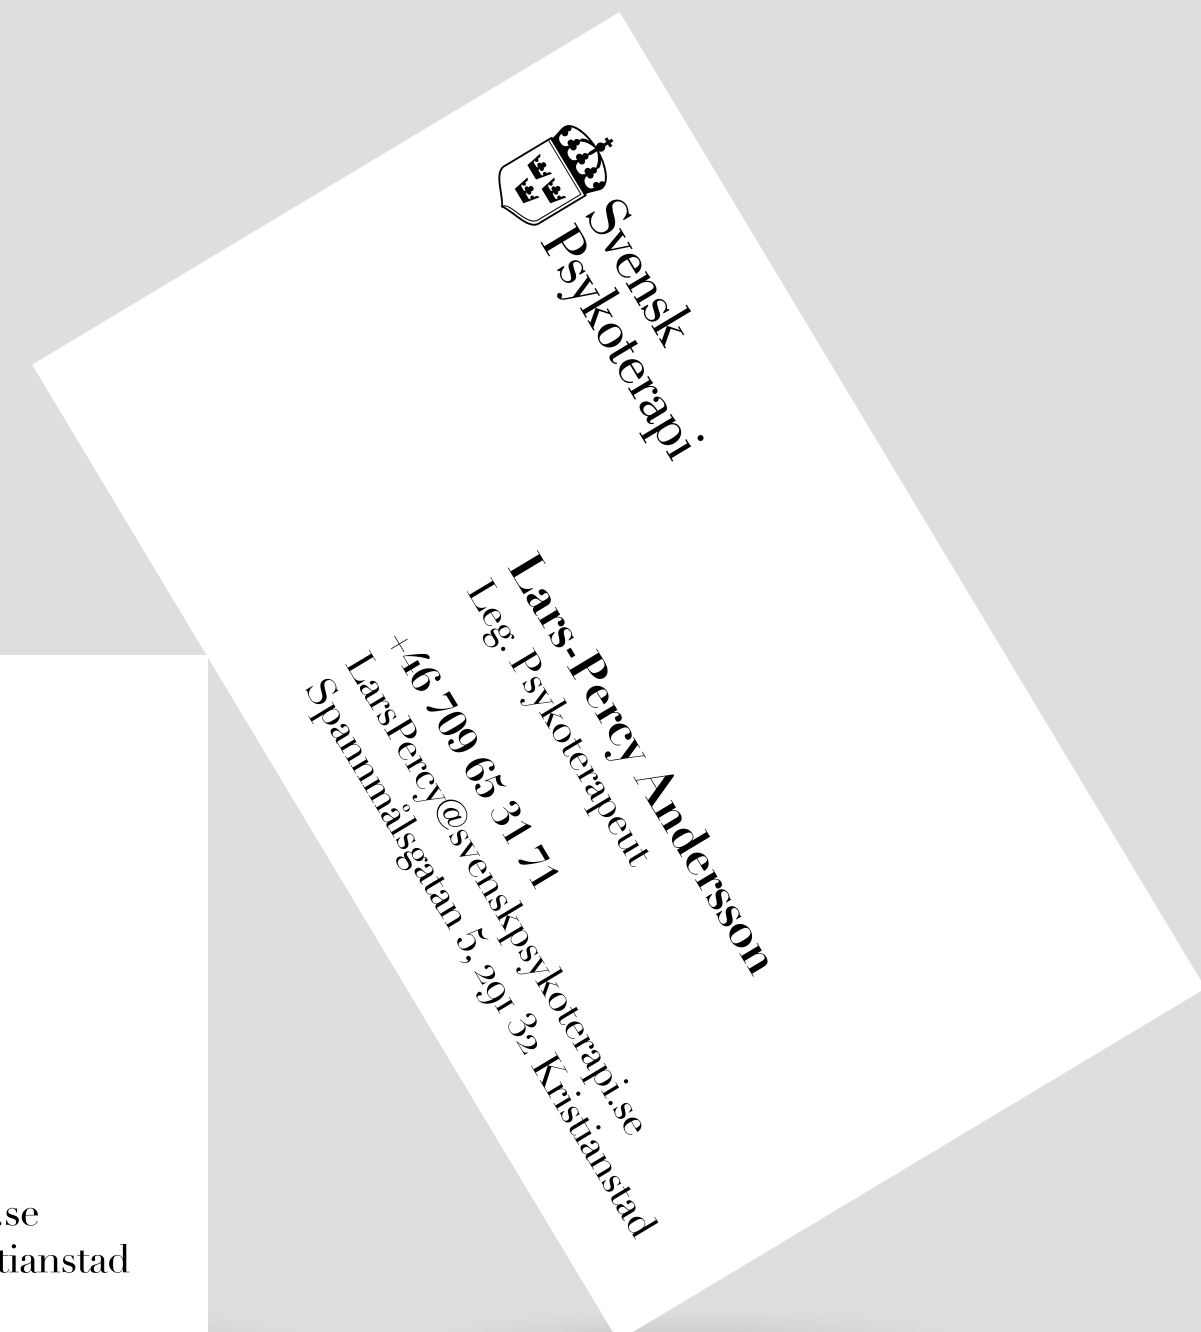 Svensk
Psykoterapi
Lars-Percy Andersson
Leg. Psykoterapeut
+46 709 65 31 71
LarsPercy@svenskpsykoterapi.se
Spannmålsgatan 5, 291 32 Kristianstad
.se
tianstad